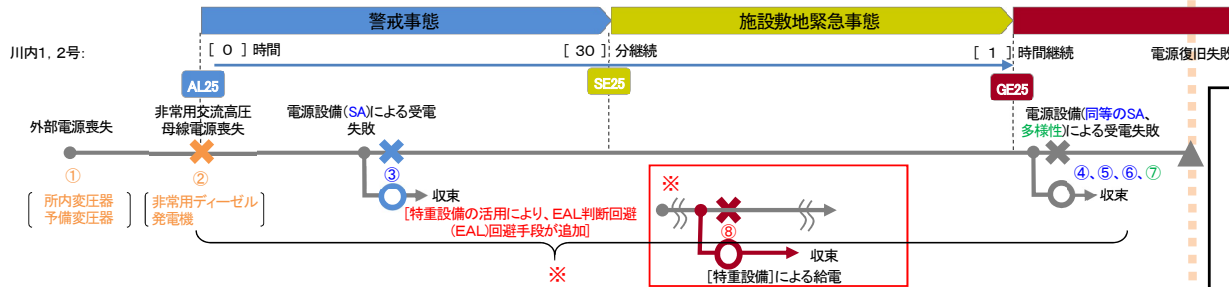 警戒事態
施設敷地緊急事態
川内1, 2号:
[ 0 ] 時間
[ 30 ] 分継続
[ 1 ] 時間継続
電源復旧失敗
AL25
SE25
GE25
外部電源喪失
非常用交流高圧
母線電源喪失
電源設備(SA)による受電
失敗
電源設備(同等のSA、
多様性)による受電失敗
①
②
③
④、⑤、⑥、⑦
所内変圧器
予備変圧器
非常用ディーゼル
発電機
収束
収束
[特重設備の活用により、EAL判断回避
(EAL)回避手段が追加]
※
※
⑧
収束
[特重設備]による給電